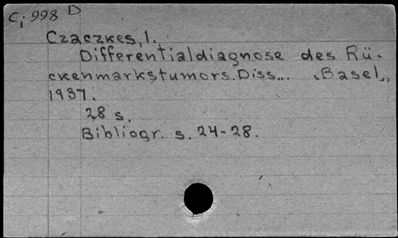 C; 998 D
Czaczkes, I.
Differentialdiagnose des Rü-
ckenmarkstumors. Diss... (Basel),
1937.
28 s.
Bibliogr. s. 24-28.